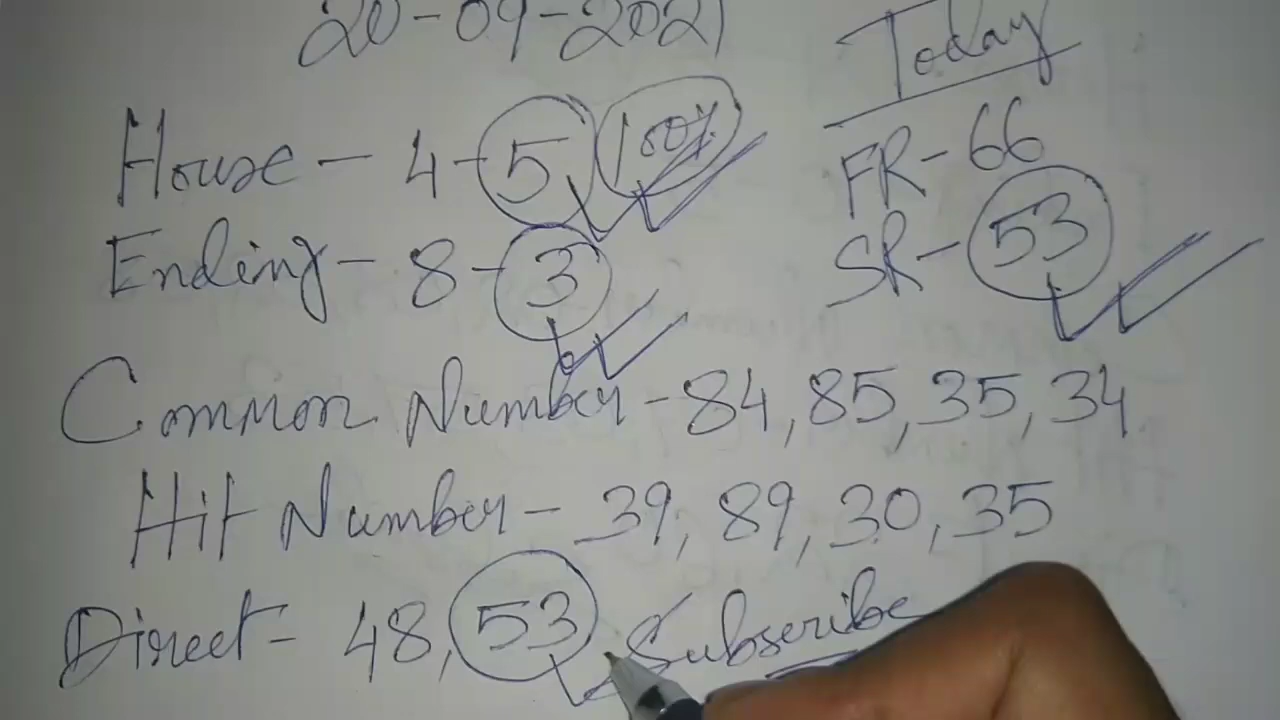 20-09-2021
Today
House - 4 - 5 100%
FR - 66
Ending - 8 - 3
SR - 53
Common Number - 84, 85, 35, 34
Hit Number - 39, 89, 30, 35
Direct - 48, 53 Subscribe